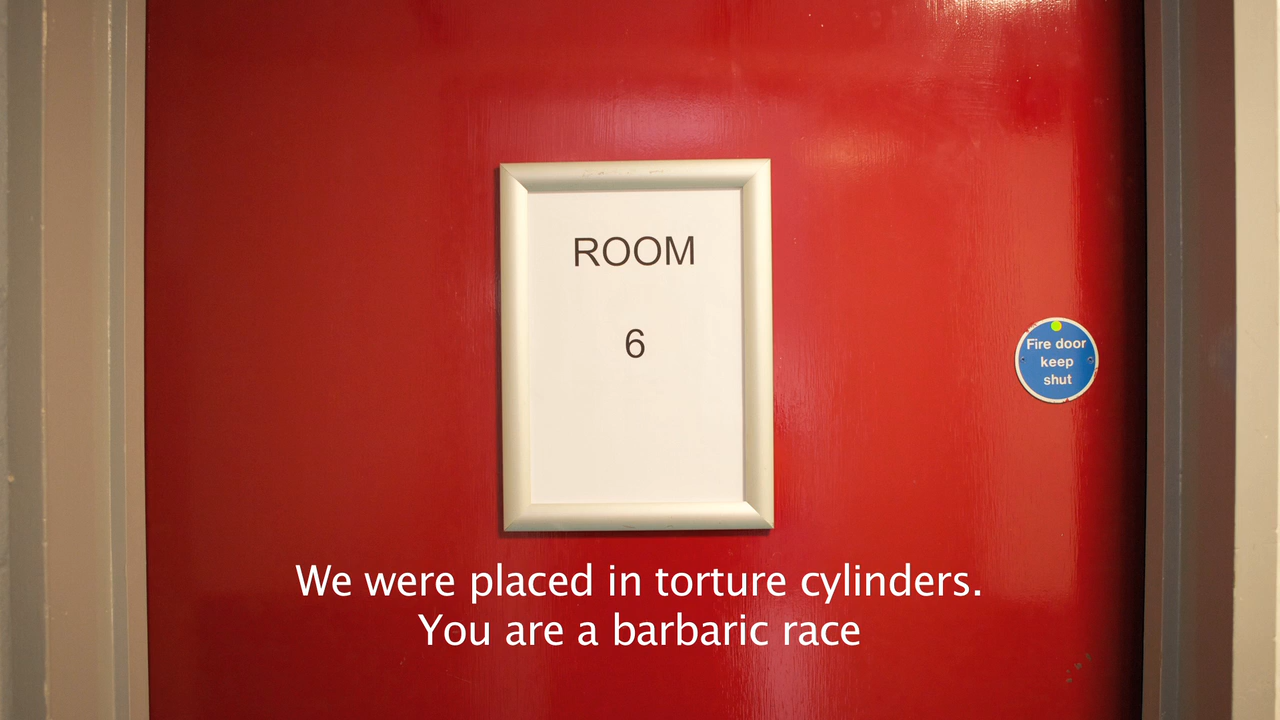 ROOM
6
Fire door
keep
shut
We were placed in torture cylinders.
You are a barbaric race